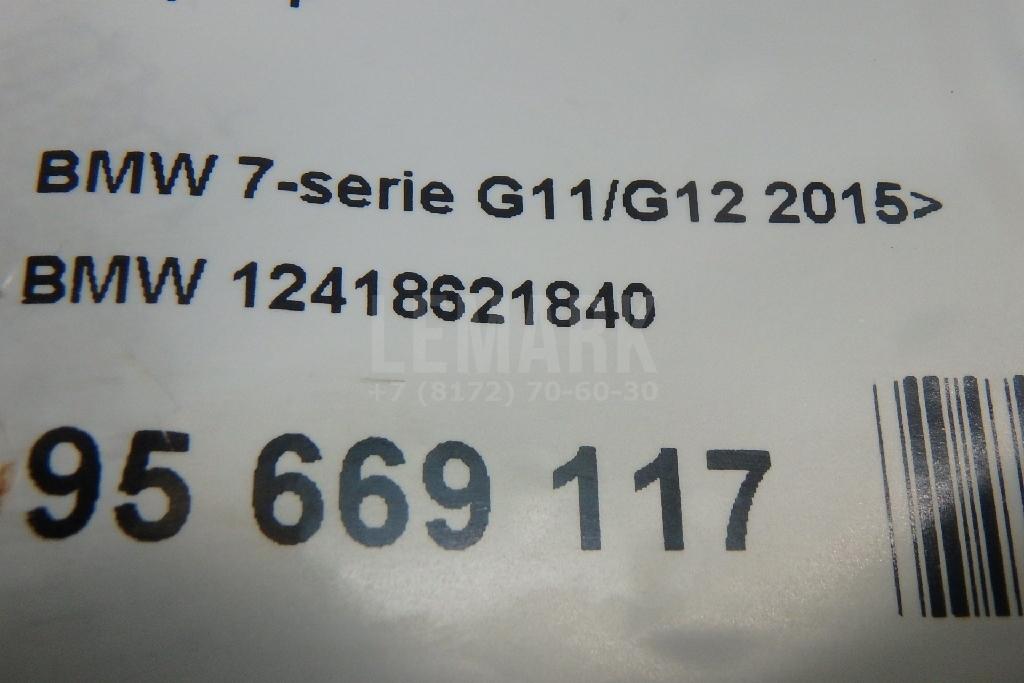 BMW 7-serie G11/G12 2015>
BMW 12418621840
LEMARK
+7 (8172) 70-60-30
95 669 117